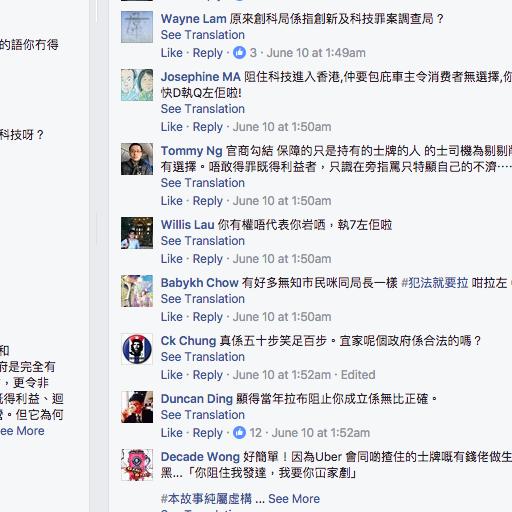 的語你冇得
科技呀？
和
府是完全有
，更令非
既得利益、迴
營。但它為何
ee More
Wayne Lam 原來創科局係指創新及科技罪案調查局？
See Translation
Like · Reply · 3 · June 10 at 1:49am
Josephine MA 阻住科技進入香港,仲要包庇車主令消費者無選擇,你
快D執Q左佢啦!
Like · Reply · June 10 at 1:50am
Tommy Ng 官商勾結 保障的只是持有的士牌的人 的士司機為剔剔
有選擇。唔敢得罪既得利益者，只識在旁指罵只特顯自己的不濟⋯
See Translation
Like · Reply · June 10 at 1:50am
Willis Lau 你有權唔代表你岩晒，執7左佢啦
See Translation
Like · Reply · June 10 at 1:50am
Babykh Chow 有好多無知市民咪同局長一樣 #犯法就要拉 咁拉左
See Translation
Like · Reply · June 10 at 1:50am
Ck Chung 真係五十步笑足百步。宜家呢個政府係合法的嗎？
See Translation
Like · Reply · June 10 at 1:52am · Edited
Duncan Ding 顯得當年拉布阻止你成立係無比正確。
See Translation
Like · Reply · 12 · June 10 at 1:52am
Decade Wong 好簡單！因為Uber 會同啲揸住的士牌嘅有錢佬做生
黑...「你阻住我發達，我要你冚家剷」
#本故事純屬虛構 ... See More